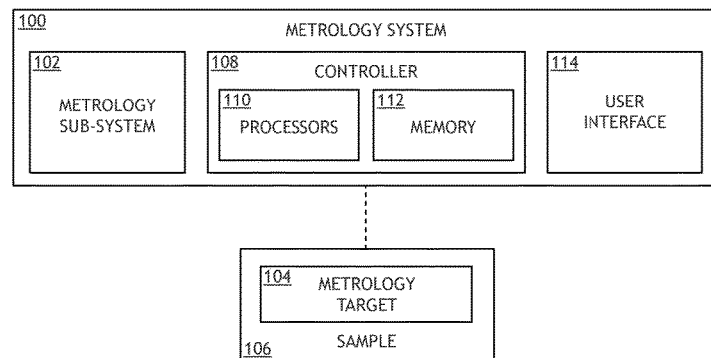 100
METROLOGY SYSTEM
102
METROLOGY
SUB-SYSTEM
108
CONTROLLER
110
PROCESSORS
112
MEMORY
114
USER
INTERFACE
104
METROLOGY
TARGET
SAMPLE
106